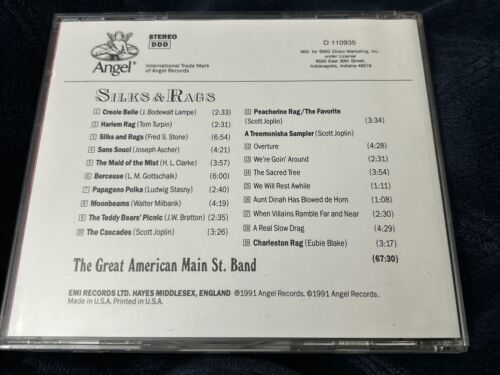 STEREO
DDD
Angel®
International Trade Mark
of Angel Records
D 110935
Mfd. for BMG Direct Marketing, Inc.
under License
6550 East 30th Street,
Indianapolis, Indiana 46219
SILKS & RAGS
1 Creole Belle (J. Bodewalt Lampe) (2:33)
2 Harlem Rag (Tom Turpin) (2:31)
3 Silks and Rags (Fred S. Stone) (6:54)
4 Sans Souci (Joseph Ascher) (4:21)
5 The Maid of the Mist (H. L. Clarke) (3:57)
6 Berceuse (L. M. Gottschalk) (6:00)
7 Papageno Polka (Ludwig Stasny) (2:40)
8 Moonbeams (Walter Milbank) (4:19)
9 The Teddy Bears' Picnic (J.W. Bratton) (2:35)
10 The Cascades (Scott Joplin) (3:26)
11 Peacherine Rag/The Favorite
(Scott Joplin) (3:34)
A Treemonisha Sampler (Scott Joplin)
12 Overture (4:28)
13 We're Goin' Around (2:31)
14 The Sacred Tree (3:54)
15 We Will Rest Awhile (1:11)
16 Aunt Dinah Has Blowed de Horn (1:08)
17 When Villains Ramble Far and Near (2:30)
18 A Real Slow Drag (4:29)
19 Charleston Rag (Eubie Blake) (3:17)
The Great American Main St. Band (67:30)
EMI RECORDS LTD. HAYES MIDDLESEX, ENGLAND ℗1991 Angel Records. ©1991 Angel Records.
Made in U.S.A. Printed in U.S.A.